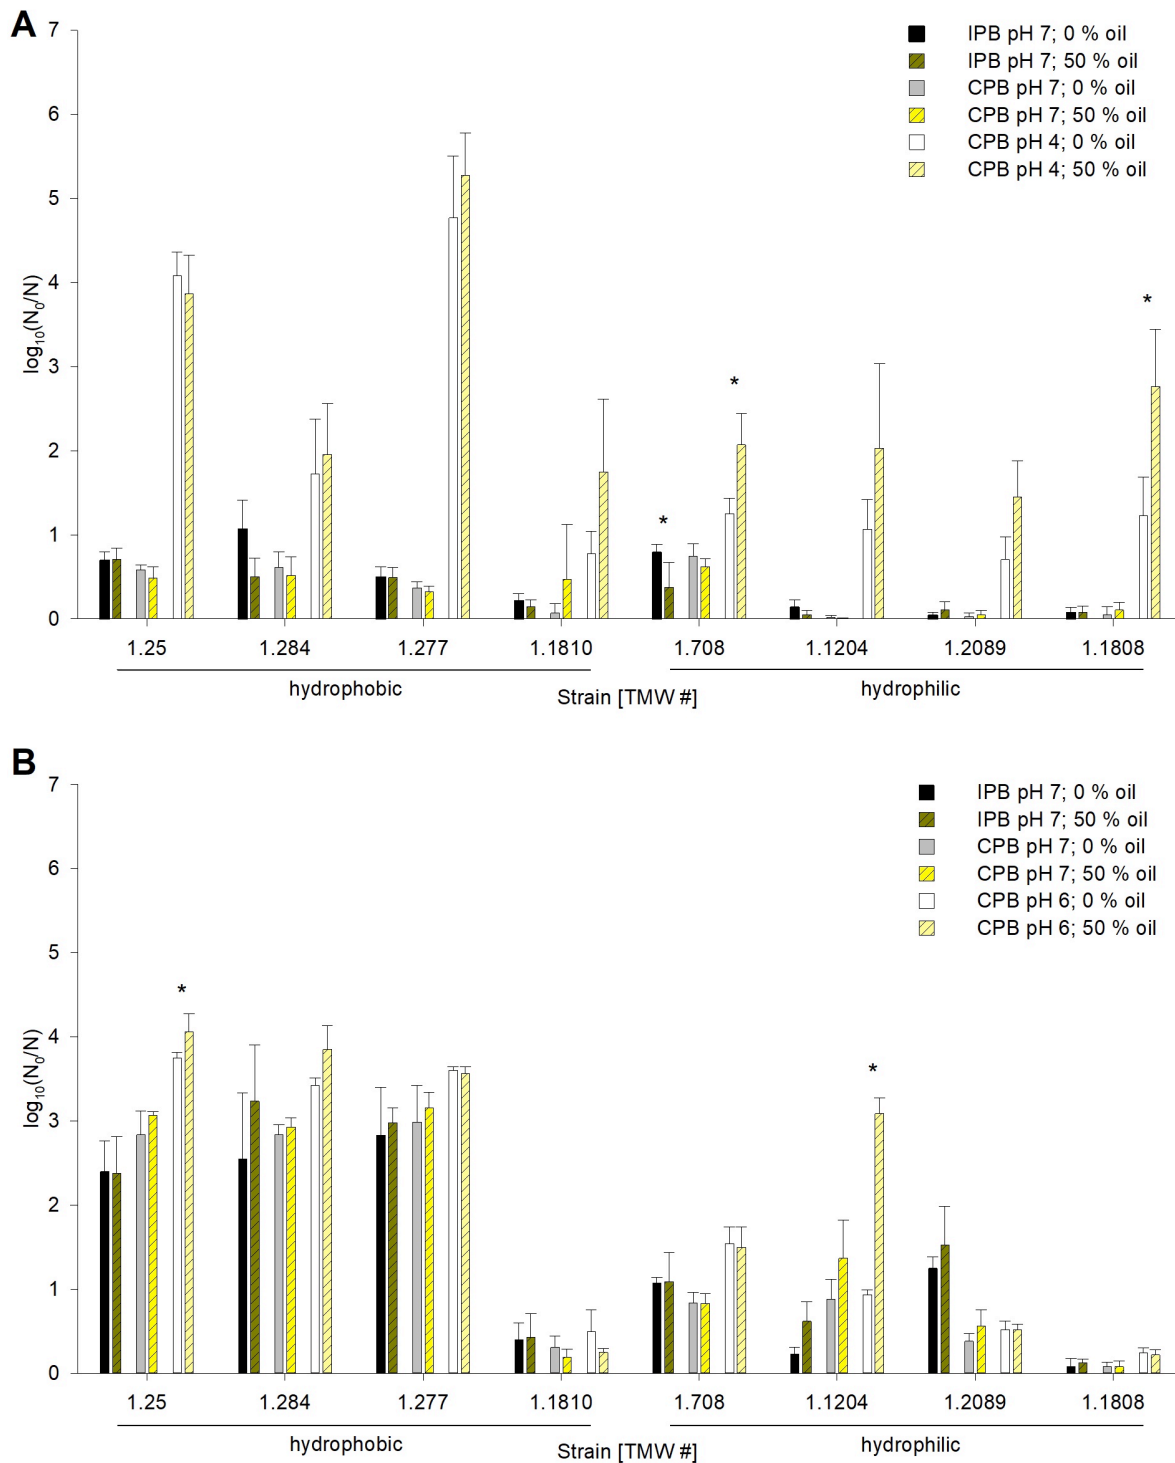 A
7
6
5
4
3
2
1
0
log10(N0/N)
IPB pH 7; 0 % oil
IPB pH 7; 50 % oil
CPB pH 7; 0 % oil
CPB pH 7; 50 % oil
CPB pH 4; 0 % oil
CPB pH 4; 50 % oil
*
*
*
1.25 1.284 1.277 1.1810 1.708 1.1204 1.2089 1.1808
hydrophobic hydrophilic
Strain [TMW #]
B
7
6
5
4
3
2
1
0
log10(N0/N)
IPB pH 7; 0 % oil
IPB pH 7; 50 % oil
CPB pH 7; 0 % oil
CPB pH 7; 50 % oil
CPB pH 6; 0 % oil
CPB pH 6; 50 % oil
*
*
1.25 1.284 1.277 1.1810 1.708 1.1204 1.2089 1.1808
hydrophobic hydrophilic
Strain [TMW #]